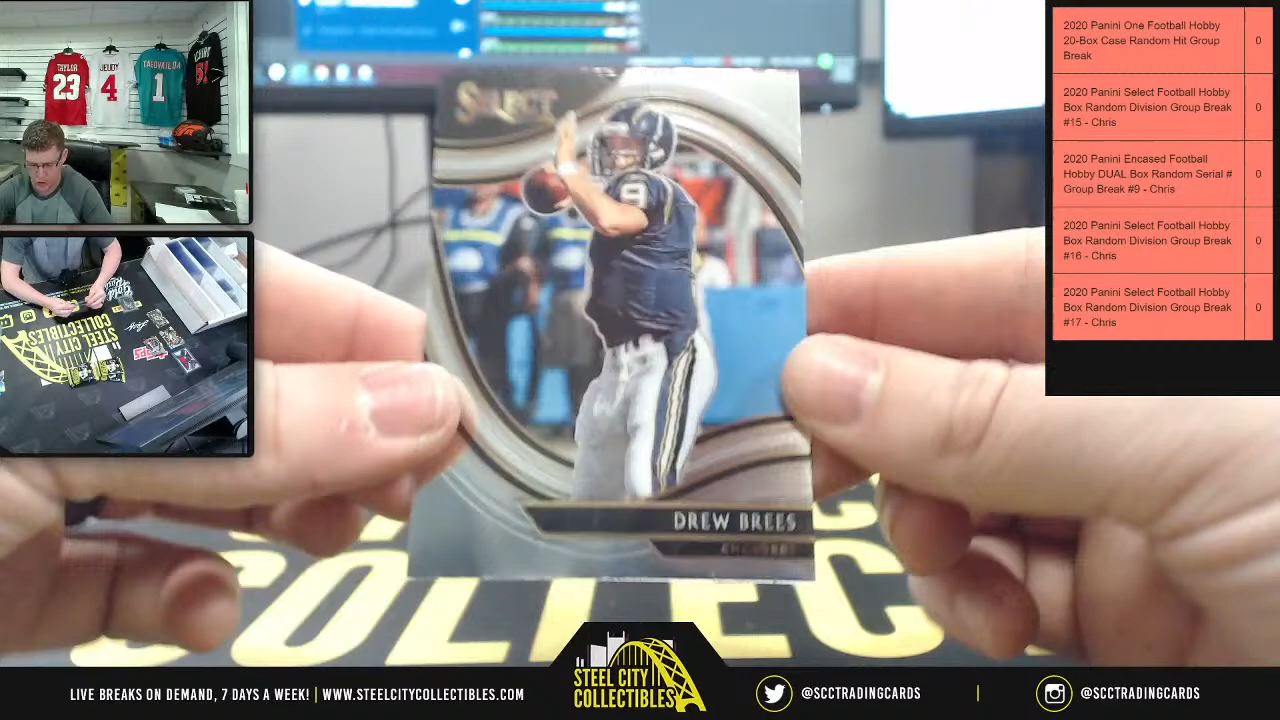 TAYLOR
23
JEUDY
4
TAGOVAILOA
1
51
STEEL CITY
COLLECTIBLES
SELECT
9
DREW BREES
CHARGERS
2020 Panini One Football Hobby
20-Box Case Random Hit Group
Break
0
2020 Panini Select Football Hobby
Box Random Division Group Break
#15 - Chris
0
2020 Panini Encased Football
Hobby DUAL Box Random Serial #
Group Break #9 - Chris
0
2020 Panini Select Football Hobby
Box Random Division Group Break
#16 - Chris
0
2020 Panini Select Football Hobby
Box Random Division Group Break
#17 - Chris
0
COLLEC
LIVE BREAKS ON DEMAND, 7 DAYS A WEEK! | WWW.STEELCITYCOLLECTIBLES.COM
STEEL CITY
COLLECTIBLES
@SCCTRADINGCARDS
@SCCTRADINGCARDS